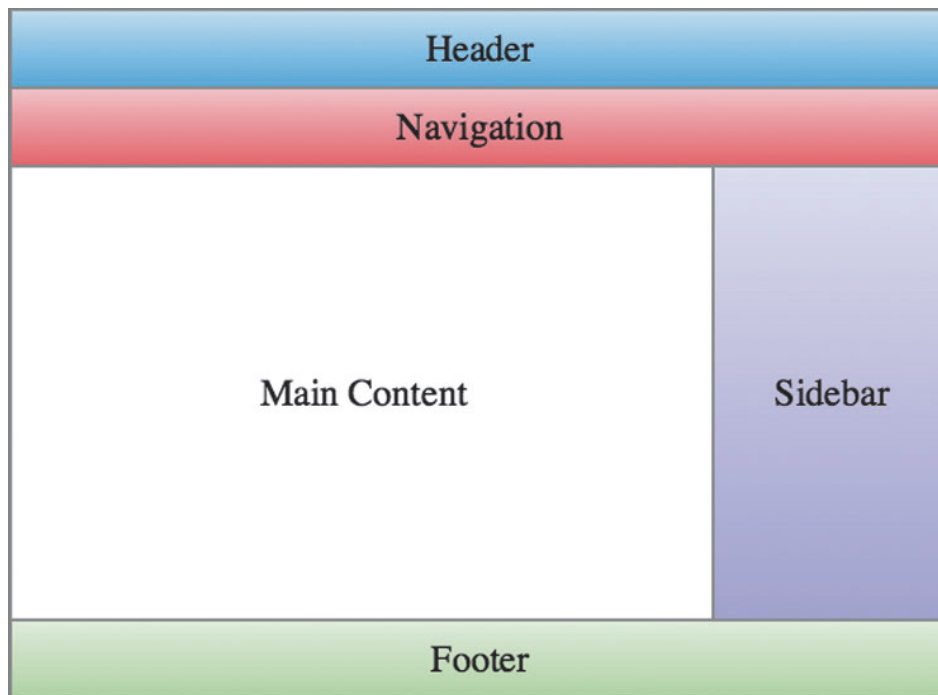 Header
Navigation
Main Content
Sidebar
Footer